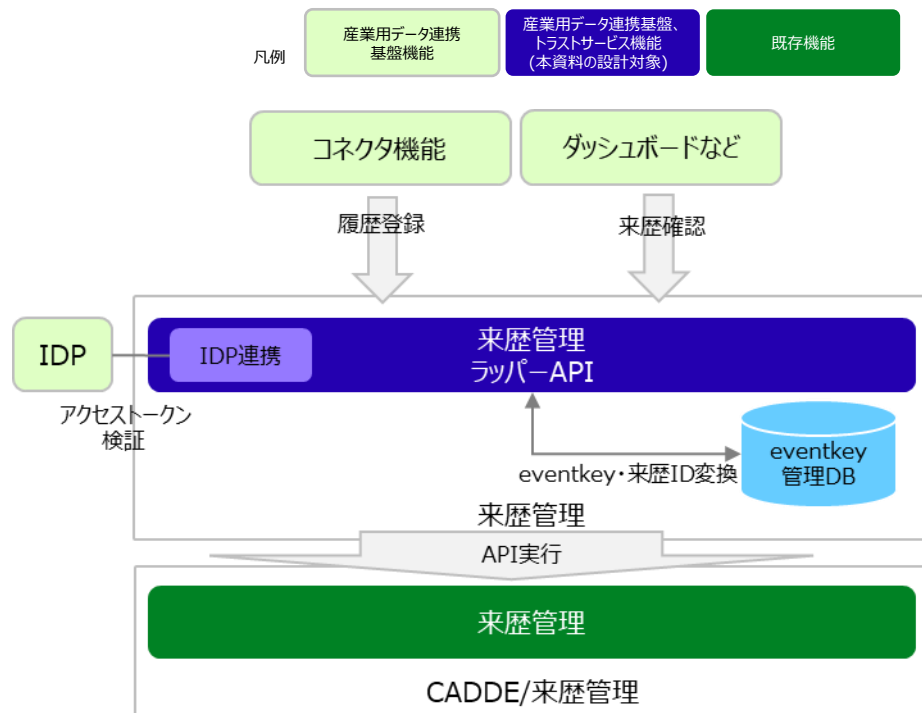 凡例
産業用データ連携
基盤機能
産業用データ連携基盤、
トラストサービス機能
(本資料の設計対象)
既存機能
コネクタ機能
ダッシュボードなど
履歴登録
来歴確認
IDP
IDP連携
来歴管理
ラッパーAPI
アクセストークン
検証
eventkey・来歴ID変換
eventkey
管理DB
来歴管理
API実行
来歴管理
CADDE/来歴管理